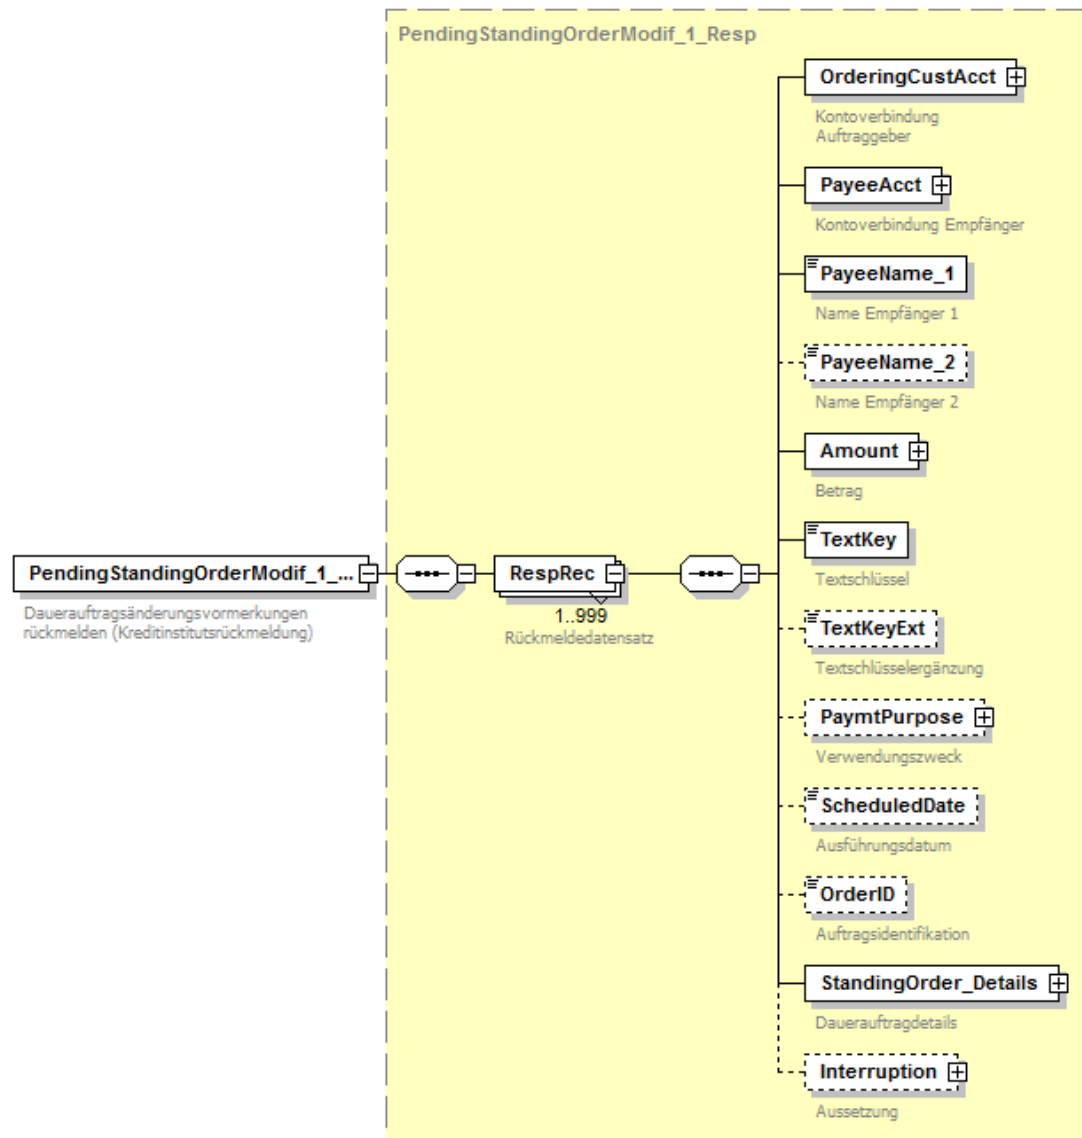 PendingStandingOrderModif_1_Resp
OrderingCustAcct
Kontoverbindung
Auftraggeber
PayeeAcct
Kontoverbindung Empfänger
PayeeName_1
Name Empfänger 1
PayeeName_2
Name Empfänger 2
Amount
Betrag
TextKey
Textschlüssel
PendingStandingOrderModif_1_...
Dauerauftragsänderungsvormerkungen
rückmelden (Kreditinstitutsrückmeldung)
RespRec
1..999
Rückmeldedatensatz
TextKeyExt
Textschlüsselergänzung
PaymtPurpose
Verwendungszweck
ScheduledDate
Ausführungsdatum
OrderID
Auftragsidentifikation
StandingOrder_Details
Dauerauftragdetails
Interruption
Aussetzung